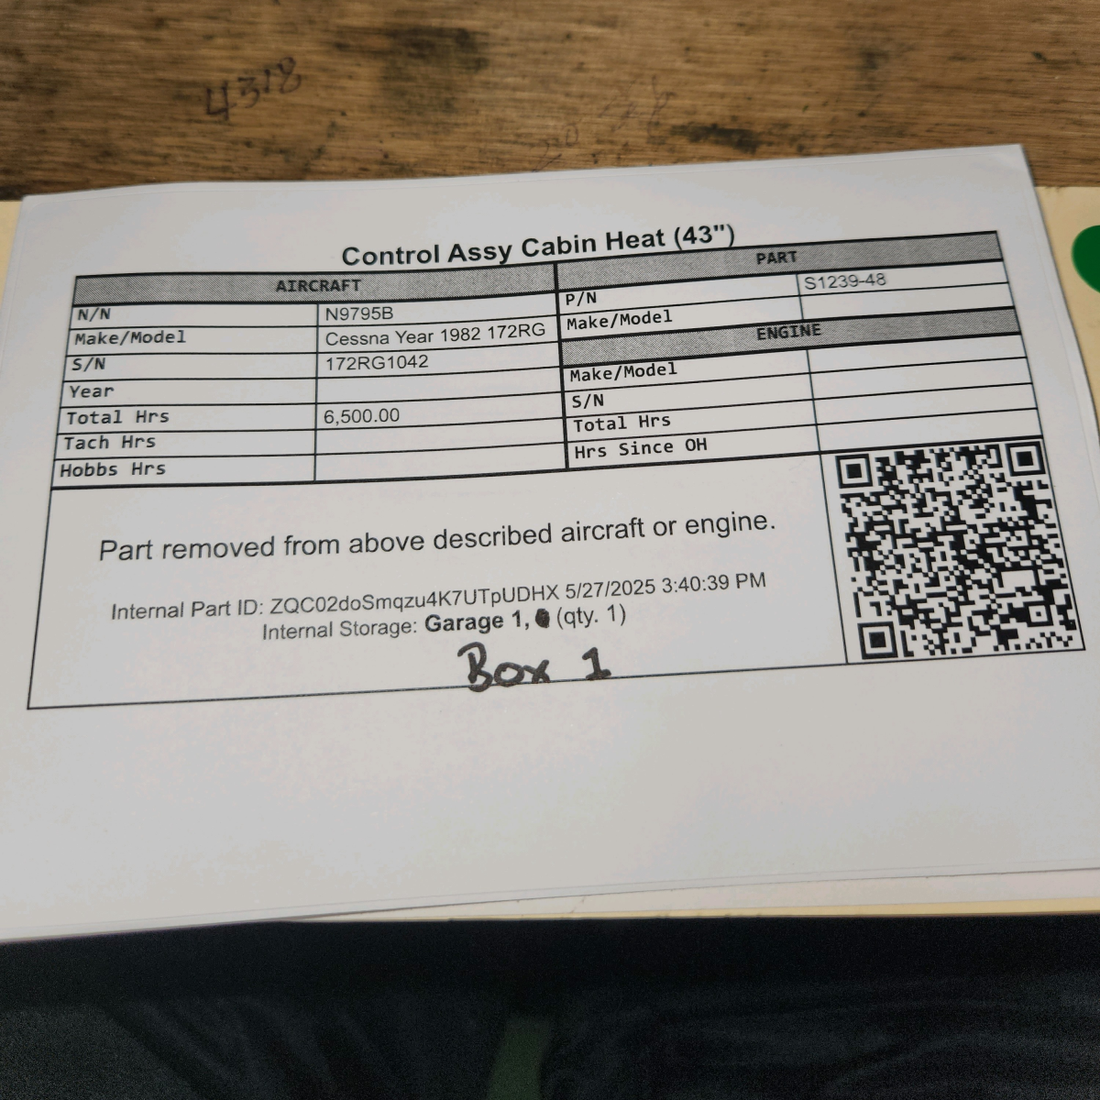 4318
Control Assy Cabin Heat (43")
AIRCRAFT
N/N N9795B
Make/Model Cessna Year 1982 172RG
S/N 172RG1042
Year
Total Hrs 6,500.00
Tach Hrs
Hobbs Hrs
PART
P/N S1239-48
Make/Model
ENGINE
Make/Model
S/N
Total Hrs
Hrs Since OH
Part removed from above described aircraft or engine.
Internal Part ID: ZQC02doSmqzu4K7UTpUDHX 5/27/2025 3:40:39 PM
Internal Storage: Garage 1, (qty. 1)
Box 1